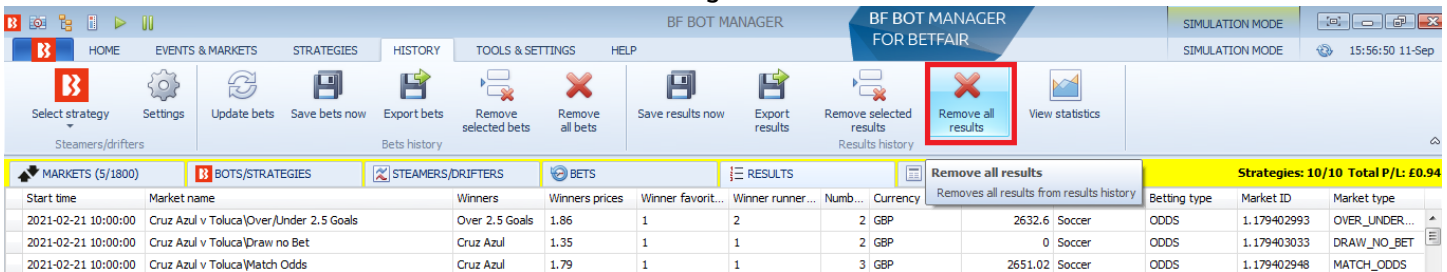 BF BOT MANAGER
BF BOT MANAGER
FOR BETFAIR
SIMULATION MODE
HOME EVENTS & MARKETS STRATEGIES HISTORY TOOLS & SETTINGS HELP SIMULATION MODE 15:56:50 11-Sep
Select strategy Settings Update bets Save bets now Export bets Remove selected bets Remove all bets Save results now Export results Remove selected results Remove all results View statistics
Steamers/drifters Bets history Results history
MARKETS (5/1800) BOTS/STRATEGIES STEAMERS/DRIFTERS BETS RESULTS Strategies: 10/10 Total P/L: £0.94
Remove all results
Removes all results from results history
Start time Market name Winners Winners prices Winner favorit... Winner runner... Numb... Currency Betting type Market ID Market type
2021-02-21 10:00:00 Cruz Azul v Toluca\Over/Under 2.5 Goals Over 2.5 Goals 1.86 1 2 2 GBP 2632.6 Soccer ODDS 1.179402993 OVER_UNDER...
2021-02-21 10:00:00 Cruz Azul v Toluca\Draw no Bet Cruz Azul 1.35 1 1 2 GBP 0 Soccer ODDS 1.179403033 DRAW_NO_BET
2021-02-21 10:00:00 Cruz Azul v Toluca\Match Odds Cruz Azul 1.79 1 1 3 GBP 2651.02 Soccer ODDS 1.179402948 MATCH_ODDS